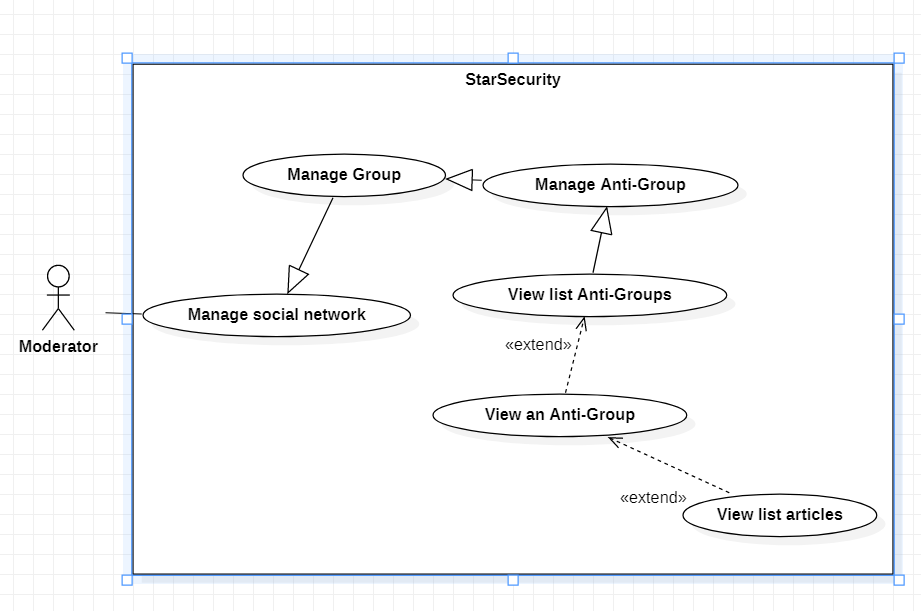 StarSecurity
Manage Group
Manage Anti-Group
View list Anti-Groups
Manage social network
Moderator
«extend»
View an Anti-Group
«extend»
View list articles